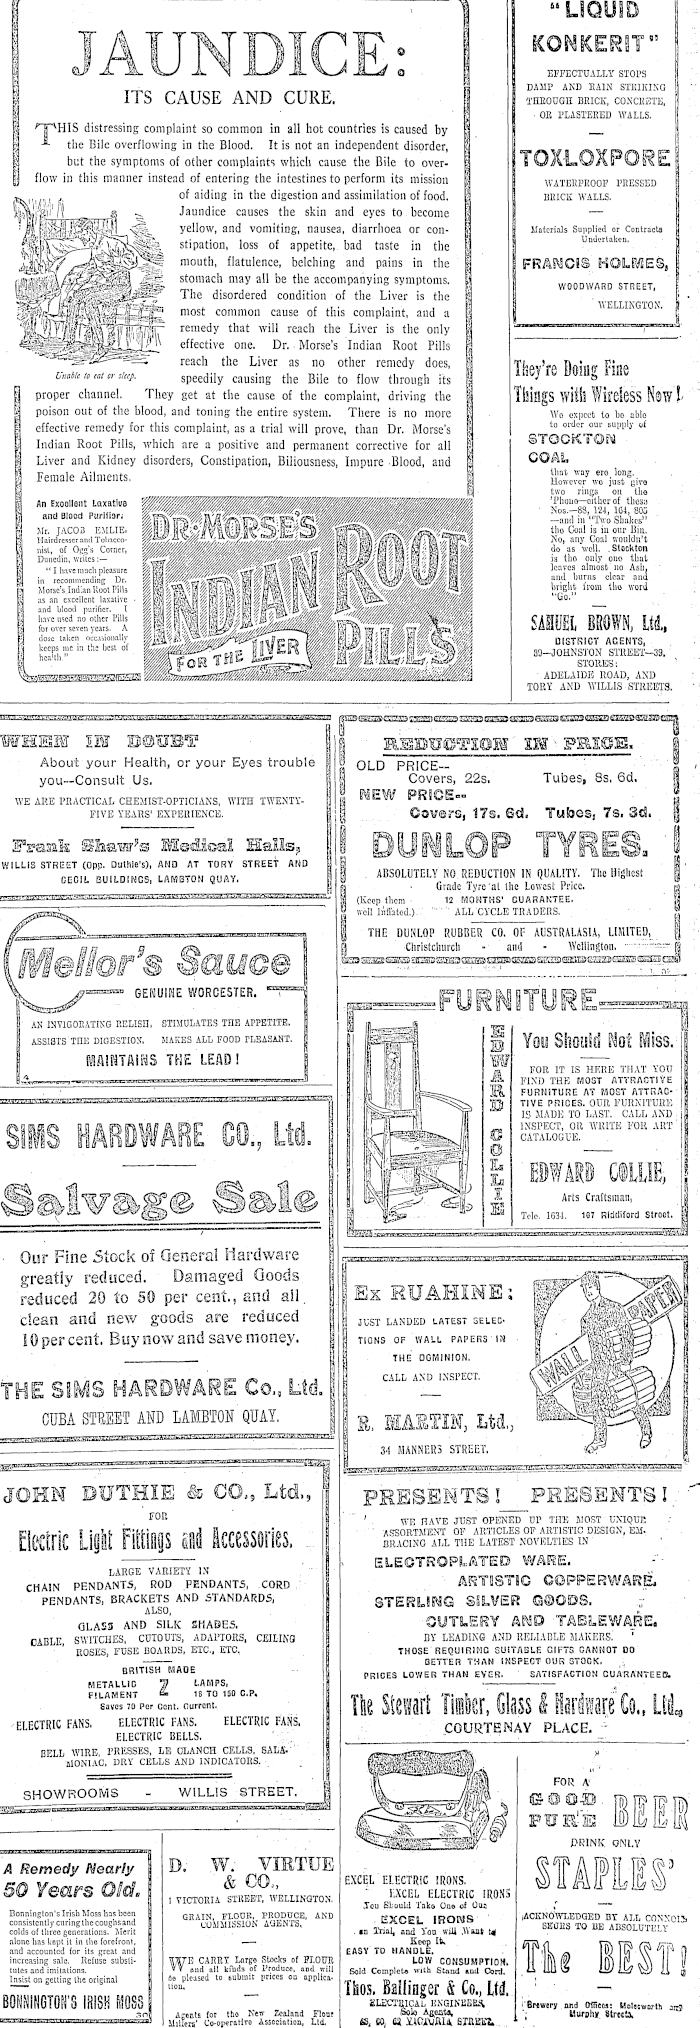 JAUNDICE:
ITS CAUSE AND CURE.
THIS distressing complaint so common in all hot countries is caused by
the Bile overflowing in the Blood. It is not an independent disorder,
but the symptoms of other complaints which cause the Bile to over-
flow in this manner instead of entering the intestines to perform its mission
of aiding in the digestion and assimilation of food.
Jaundice causes the skin and eyes to become
yellow, and vomiting, nausea, diarrhoea or con-
stipation, loss of appetite, bad taste in the
mouth, flatulence, belching and pains in the
stomach may all be the accompanying symptoms.
The disordered condition of the Liver is the
most common cause of this complaint, and a
remedy that will reach the Liver is the only
effective one. Dr. Morse's Indian Root Pills
reach the Liver as no other remedy does,
speedily causing the Bile to flow through its
Unable to eat or sleep.
proper channel. They get at the cause of the complaint, driving the
poison out of the blood, and toning the entire system. There is no more
effective remedy for this complaint, as a trial will prove, than Dr. Morse's
Indian Root Pills, which are a positive and permanent corrective for all
Liver and Kidney disorders, Constipation, Biliousness, Impure Blood, and
Female Ailments.
An Excellent Laxative
and Blood Purifier.
Mr. JACOB EMLIE,
Hairdresser and Tobacco-
nist, of Ogg's Corner,
Dunedin, writes:—
"I have much pleasure
in recommending Dr.
Morse's Indian Root Pills
as an excellent laxative
and blood purifier. I
have used no other Pills
for over seven years. A
dose taken occasionally
keeps me in the best of
health."
DR. MORSE'S
INDIAN ROOT
PILLS
FOR THE LIVER
"LIQUID
KONKERIT"
EFFECTUALLY STOPS
DAMP AND RAIN STRIKING
THROUGH BRICK, CONCRETE,
OR PLASTERED WALLS.
TOXLOXPORE
WATERPROOF PRESSED
BRICK WALLS.
Materials Supplied or Contracts
Undertaken.
FRANCIS HOLMES,
WOODWARD STREET,
WELLINGTON.
They're Doing Fine
Things with Wireless Now!
We expect to be able
to order our supply of
STOCKTON
COAL
that way ere long.
However we just give
two rings on the
'Phone—either of these
Nos.—88, 124, 164, 805
—and in "Two Shakes"
the Coal is in our Bin.
No, any Coal wouldn't
do as well. Stockton
is the only one that
leaves almost no Ash,
and burns clear and
bright from the word
"Go."
SAMUEL BROWN, Ltd.,
DISTRICT AGENTS,
39—JOHNSTON STREET—39.
STORES:
ADELAIDE ROAD, AND
TORY AND WILLIS STREETS.
WHEN IN DOUBT
About your Health, or your Eyes trouble
you--Consult Us.
WE ARE PRACTICAL CHEMIST-OPTICIANS, WITH TWENTY-
FIVE YEARS' EXPERIENCE.
Frank Shaw's Medical Halls,
WILLIS STREET (Opp. Duthie's), AND AT TORY STREET AND
CECIL BUILDINGS, LAMBTON QUAY.
REDUCTION IN PRICE.
OLD PRICE--
Covers, 22s. Tubes, 8s. 6d.
NEW PRICE--
Covers, 17s. 6d. Tubes, 7s. 3d.
DUNLOP TYRES.
ABSOLUTELY NO REDUCTION IN QUALITY. The Highest
Grade Tyre at the Lowest Price.
(Keep them 12 MONTHS' GUARANTEE.
well Inflated.) ALL CYCLE TRADERS.
THE DUNLOP RUBBER CO. OF AUSTRALASIA, LIMITED,
Christchurch - and - Wellington.
Mellor's Sauce
GENUINE WORCESTER.
AN INVIGORATING RELISH, STIMULATES THE APPETITE.
ASSISTS THE DIGESTION. MAKES ALL FOOD PLEASANT.
MAINTAINS THE LEAD!
FURNITURE
EDWARD COLLIE
You Should Not Miss.
FOR IT IS HERE THAT YOU
FIND THE MOST ATTRACTIVE
FURNITURE AT MOST ATTRAC-
TIVE PRICES. OUR FURNITURE
IS MADE TO LAST. CALL AND
INSPECT, OR WRITE FOR ART
CATALOGUE.
EDWARD COLLIE,
Arts Craftsman,
Tele. 1634. 107 Riddiford Street.
SIMS HARDWARE CO., Ltd.
Salvage Sale
Our Fine Stock of General Hardware
greatly reduced. Damaged Goods
reduced 20 to 50 per cent., and all
clean and new goods are reduced
10 per cent. Buy now and save money.
THE SIMS HARDWARE Co., Ltd.
CUBA STREET AND LAMBTON QUAY.
Ex RUAHINE:
JUST LANDED LATEST SELEC-
TIONS OF WALL PAPERS IN
THE DOMINION.
CALL AND INSPECT.
R. MARTIN, Ltd.,
34 MANNERS STREET.
WALL PAPER
JOHN DUTHIE & CO., Ltd.,
FOR
Electric Light Fittings and Accessories.
LARGE VARIETY IN
CHAIN PENDANTS, ROD PENDANTS, CORD
PENDANTS, BRACKETS AND STANDARDS,
ALSO,
GLASS AND SILK SHADES.
CABLE, SWITCHES, CUTOUTS, ADAPTORS, CEILING
ROSES, FUSE BOARDS, ETC., ETC.
BRITISH MADE
METALLIC Z LAMPS,
FILAMENT 16 TO 150 C.P.
Saves 70 Per Cent. Current.
ELECTRIC FANS. ELECTRIC FANS. ELECTRIC FANS.
ELECTRIC BELLS.
BELL WIRE, PRESSES, LE CLANCH CELLS, SALA-
MONIAC, DRY CELLS AND INDICATORS.
SHOWROOMS - WILLIS STREET.
PRESENTS! PRESENTS!
WE HAVE JUST OPENED UP THE MOST UNIQUE
ASSORTMENT OF ARTICLES OF ARTISTIC DESIGN, EM-
BRACING ALL THE LATEST NOVELTIES IN
ELECTROPLATED WARE.
ARTISTIC COPPERWARE.
STERLING SILVER GOODS.
CUTLERY AND TABLEWARE.
BY LEADING AND RELIABLE MAKERS.
THOSE REQUIRING SUITABLE GIFTS CANNOT DO
BETTER THAN INSPECT OUR STOCK.
PRICES LOWER THAN EVER. SATISFACTION GUARANTEED.
The Stewart Timber, Glass & Hardware Co., Ltd.,
COURTENAY PLACE.
A Remedy Nearly
50 Years Old.
Bonnington's Irish Moss has been
consistently curing the coughs and
colds of three generations. Merit
alone has kept it in the forefront,
and accounted for its great and
increasing sale. Refuse substi-
tutes and imitations.
Insist on getting the original
BONNINGTON'S IRISH MOSS
D. W. VIRTUE
& CO.,
1 VICTORIA STREET, WELLINGTON.
GRAIN, FLOUR, PRODUCE, AND
COMMISSION AGENTS.
WE CARRY Large Stocks of FLOUR
and all kinds of Produce, and will
be pleased to submit prices on applica-
tion.
Agents for the New Zealand Flour
Millers' Co-operative Association, Ltd.
EXCEL ELECTRIC IRONS.
EXCEL ELECTRIC IRONS
You Should Take One of Our
EXCEL IRONS
on Trial, and You will Want to
Keep It.
EASY TO HANDLE.
LOW CONSUMPTION.
Sold Complete with Stand and Cord.
Thos. Ballinger & Co., Ltd.
ELECTRICAL ENGINEERS,
Sole Agents,
58, 60, 62 VICTORIA STREET.
FOR A
GOOD
PURE BEER
DRINK ONLY
STAPLES'
ACKNOWLEDGED BY ALL CONNOIS-
SEURS TO BE ABSOLUTELY
The BEST!
Brewery and Offices: Molesworth and
Murphy Streets.